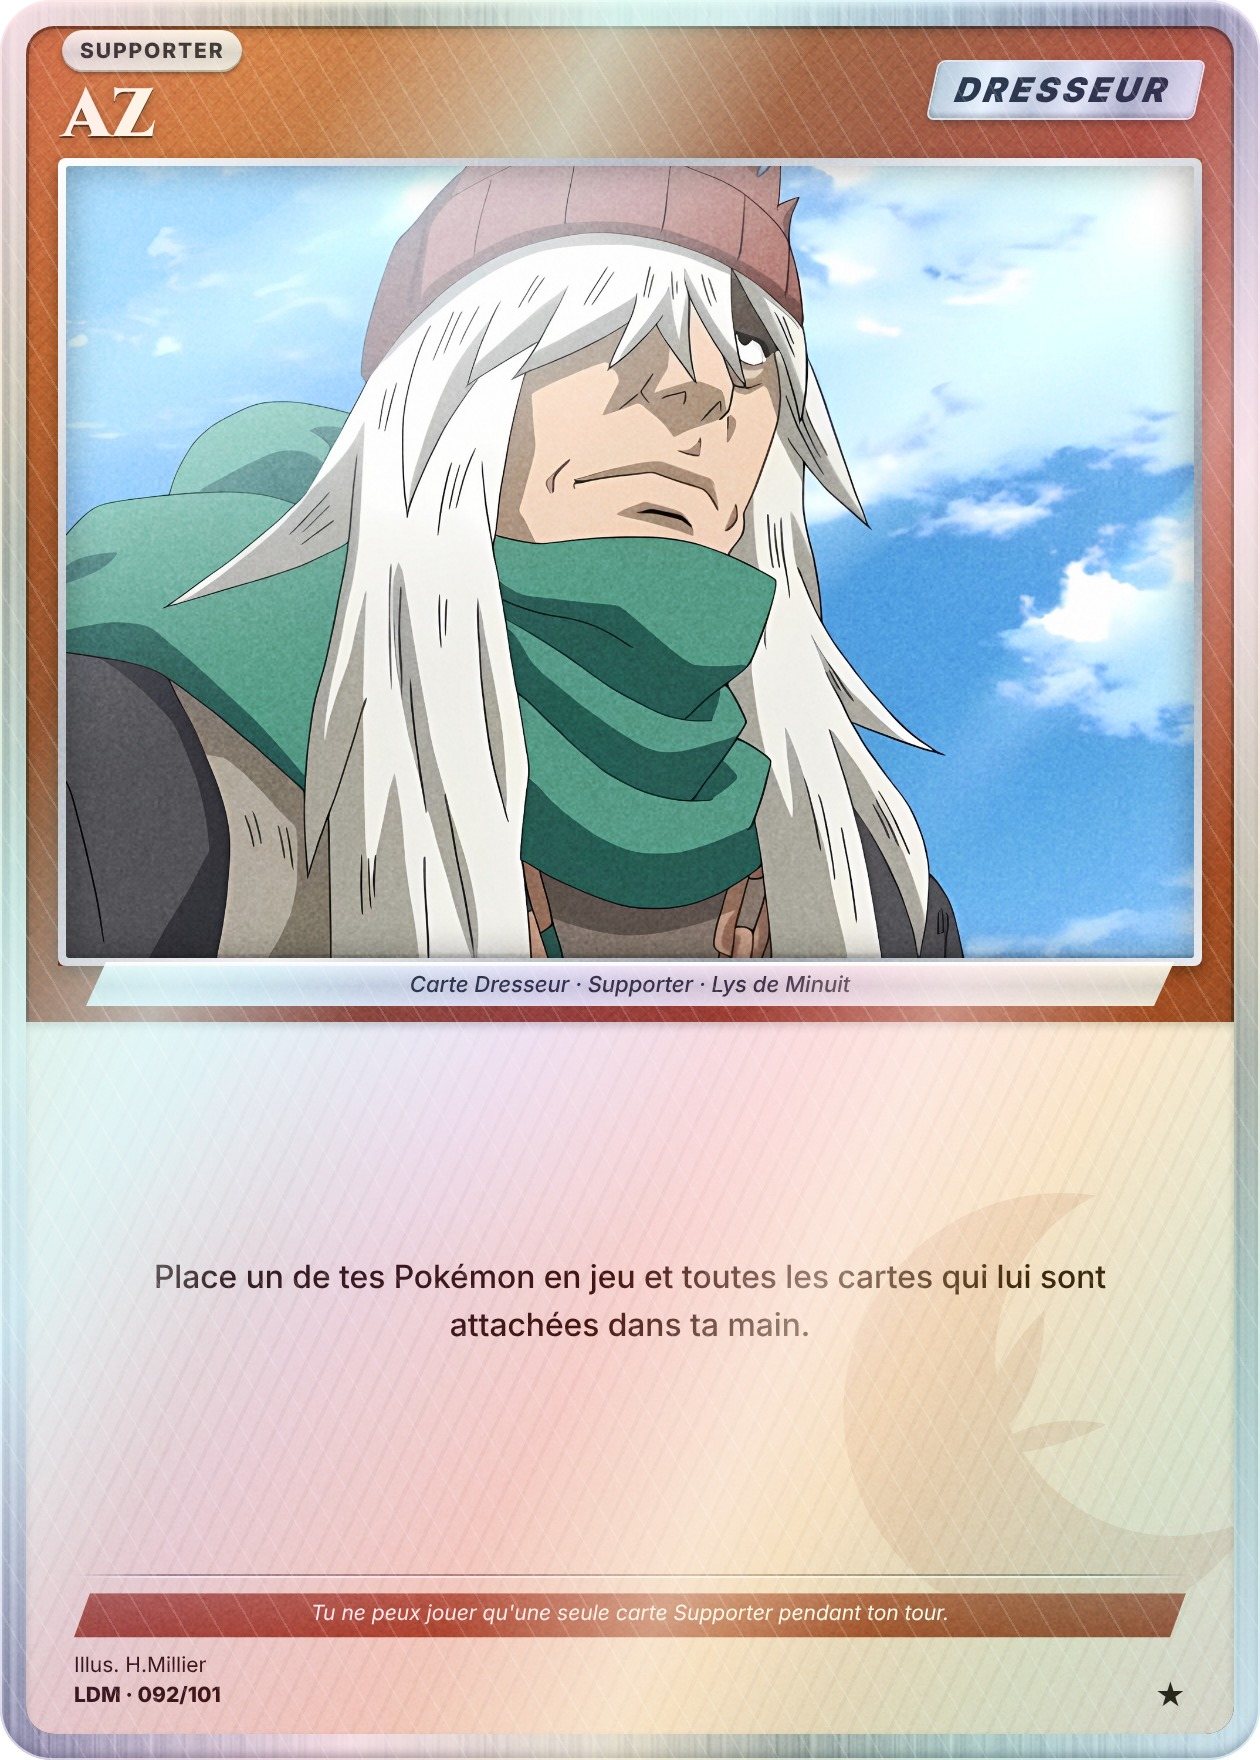 SUPPORTER
AZ
DRESSEUR
Carte Dresseur · Supporter · Lys de Minuit
Place un de tes Pokémon en jeu et toutes les cartes qui lui sont
attachées dans ta main.
Tu ne peux jouer qu'une seule carte Supporter pendant ton tour.
Illus. H.Millier
LDM · 092/101